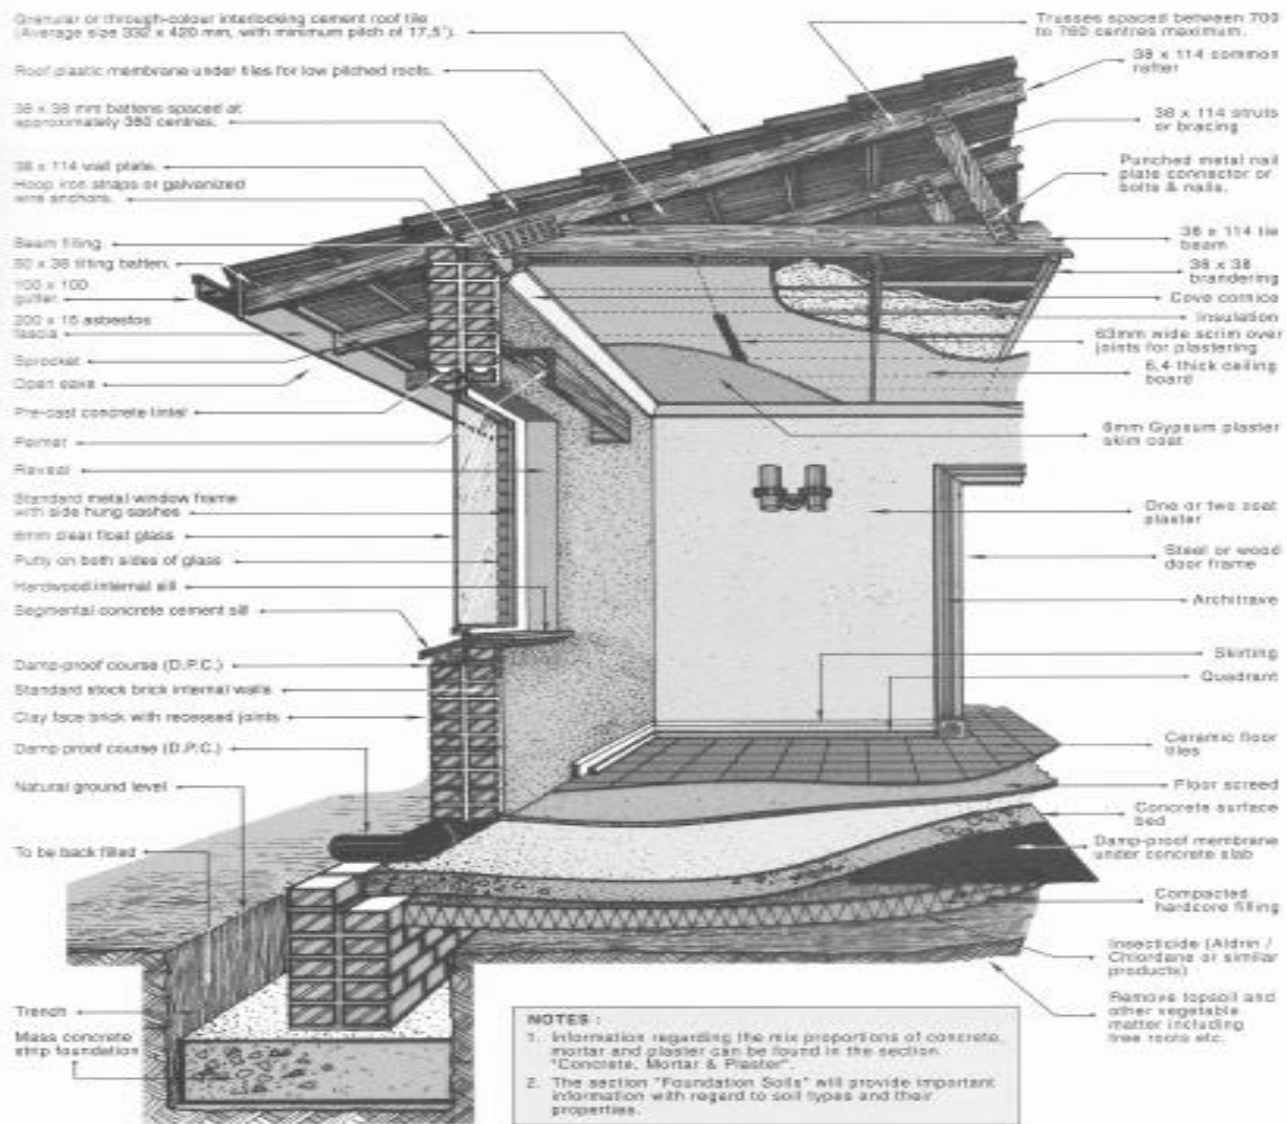 Granular or through-colour interlocking cement roof tile
(Average size 332 x 420 mm, with minimum pitch of 17,5°).
Roof plastic membrane under tiles for low pitched roofs.
38 x 38 mm battens spaced at
approximately 380 centres.
38 x 114 wall plate.
Hoop iron straps or galvanized
wire anchors.
Beam filling.
50 x 38 tilting batten.
100 x 100
gutter.
200 x 15 asbestos
fascia
Sprocket
Open eave
Pre-cast concrete lintel
Pelmet
Reveal
Standard metal window frame
with side hung sashes
6mm clear float glass
Putty on both sides of glass
Hardwood internal sill
Segmental concrete cement sill
Damp-proof course (D.P.C.)
Standard stock brick internal walls
Clay face brick with recessed joints
Damp proof course (D.P.C.)
Natural ground level
To be back filled
Trench
Mass concrete
strip foundation
Trusses spaced between 700
to 760 centres maximum.
38 x 114 common
rafter
38 x 114 struts
or bracing
Punched metal nail
plate connector or
bolts & nails.
38 x 114 tie
beam
38 x 38
brandering
Cove cornice
Insulation
63mm wide scrim over
joints for plastering
6,4 thick ceiling
board
6mm Gypsum plaster
skim coat
One or two coat
plaster
Steel or wood
door frame
Architrave
Skirting
Quadrant
Ceramic floor
tiles
Floor screed
Concrete surface
bed
Damp-proof membrane
under concrete slab
Compacted
hardcore filling
Insecticide (Aldrin /
Chlordane or similar
products)
Remove topsoil and
other vegetable
matter including
tree roots etc.
NOTES :
1. Information regarding the mix proportions of concrete,
mortar and plaster can be found in the section
"Concrete, Mortar & Plaster".
2. The section "Foundation Soils" will provide important
information with regard to soil types and their
properties.